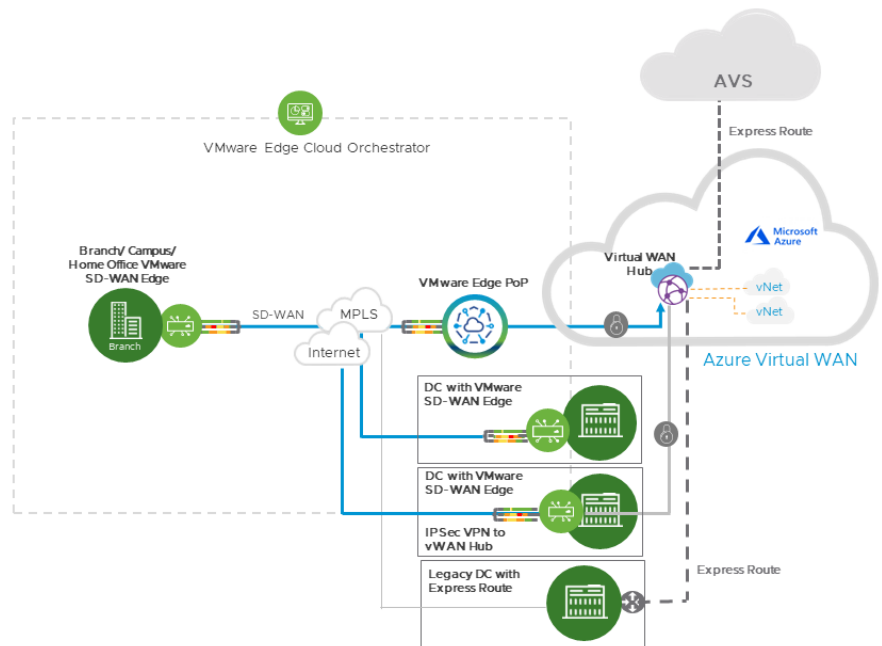 AVS
Express Route
VMware Edge Cloud Orchestrator
Microsoft
Azure
Branch/ Campus/
Home Office VMware
SD-WAN Edge
Virtual WAN
Hub
VMware Edge PoP
vNet
vNet
SD-WAN
MPLS
Internet
Branch
Azure Virtual WAN
DC with VMware
SD-WAN Edge
DC with VMware
SD-WAN Edge
IPSec VPN to
vWAN Hub
Legacy DC with
Express Route
Express Route